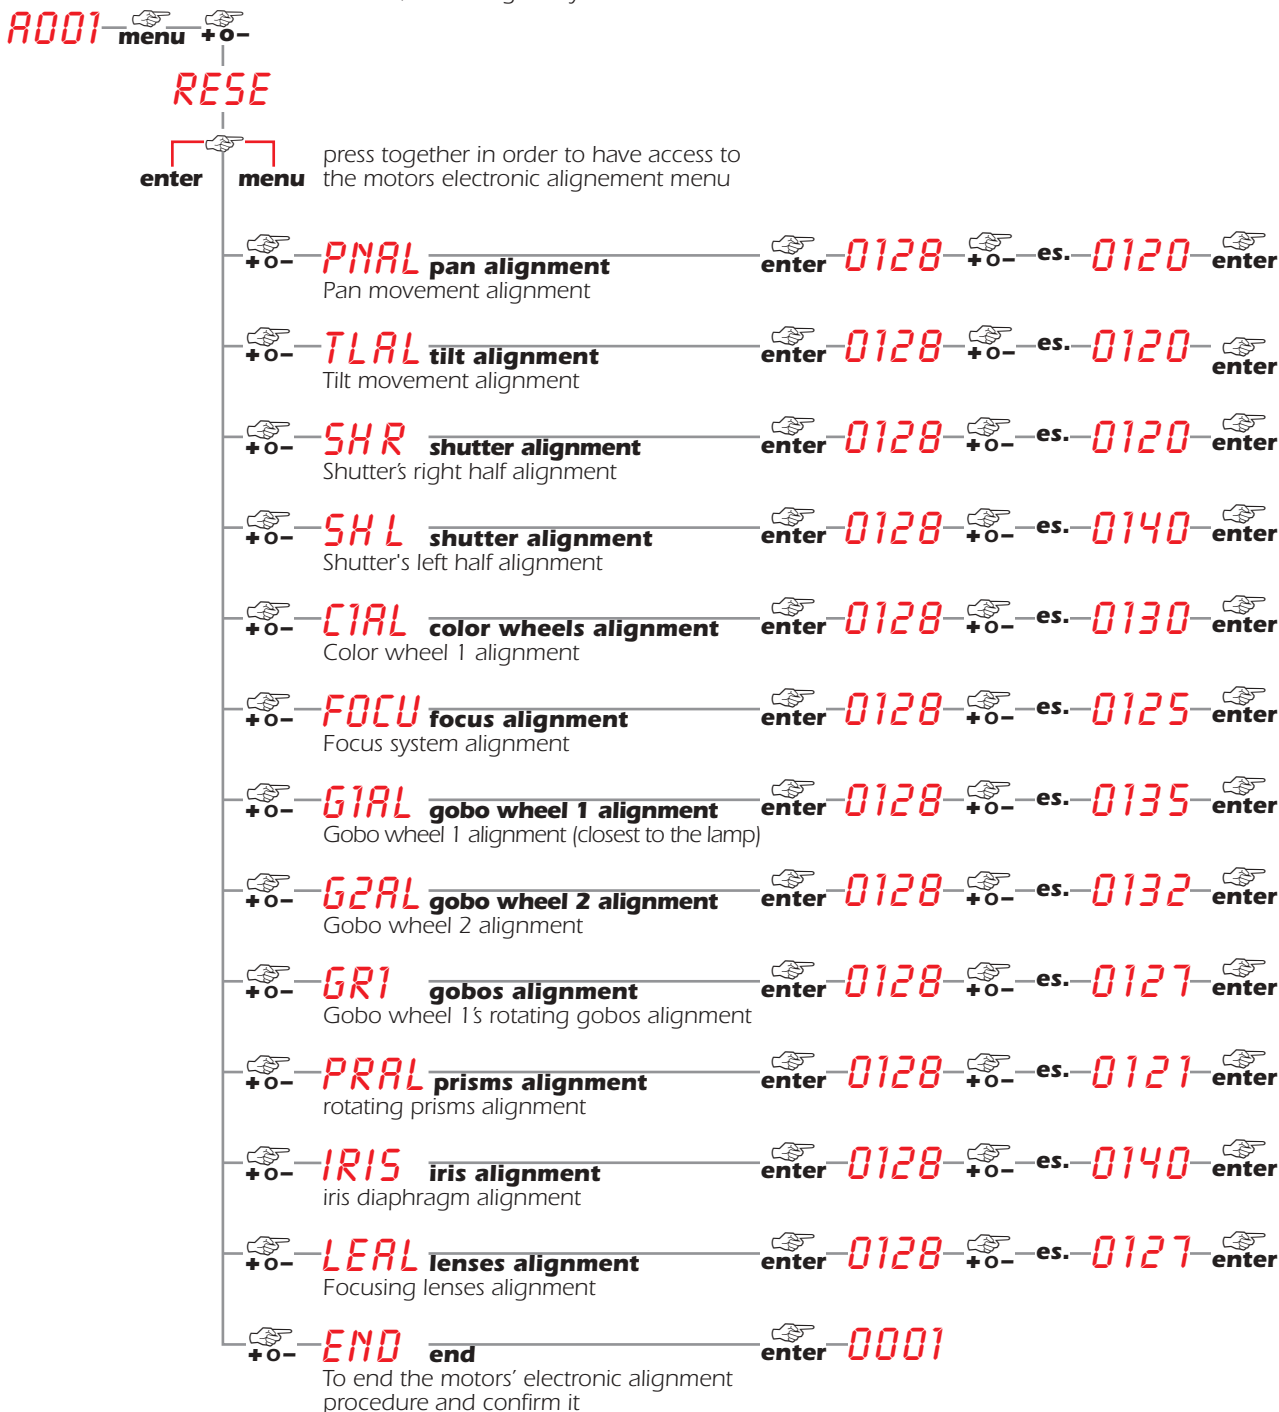 A001 menu + o –
RESE
enter menu
press together in order to have access to
the motors electronic alignement menu
+ o – PNAL pan alignment enter 0128 + o – es. 0120 enter
Pan movement alignment
+ o – TLAL tilt alignment enter 0128 + o – es. 0120 enter
Tilt movement alignment
+ o – SH R shutter alignment enter 0128 + o – es. 0120 enter
Shutter's right half alignment
+ o – SH L shutter alignment enter 0128 + o – es. 0140 enter
Shutter's left half alignment
+ o – C1AL color wheels alignment enter 0128 + o – es. 0130 enter
Color wheel 1 alignment
+ o – FOCU focus alignment enter 0128 + o – es. 0125 enter
Focus system alignment
+ o – G1AL gobo wheel 1 alignment enter 0128 + o – es. 0135 enter
Gobo wheel 1 alignment (closest to the lamp)
+ o – G2AL gobo wheel 2 alignment enter 0128 + o – es. 0132 enter
Gobo wheel 2 alignment
+ o – GR1 gobos alignment enter 0128 + o – es. 0127 enter
Gobo wheel 1's rotating gobos alignment
+ o – PRAL prisms alignment enter 0128 + o – es. 0121 enter
rotating prisms alignment
+ o – IRIS iris alignment enter 0128 + o – es. 0140 enter
iris diaphragm alignment
+ o – LEAL lenses alignment enter 0128 + o – es. 0127 enter
Focusing lenses alignment
+ o – END end enter 0001
To end the motors' electronic alignment
procedure and confirm it